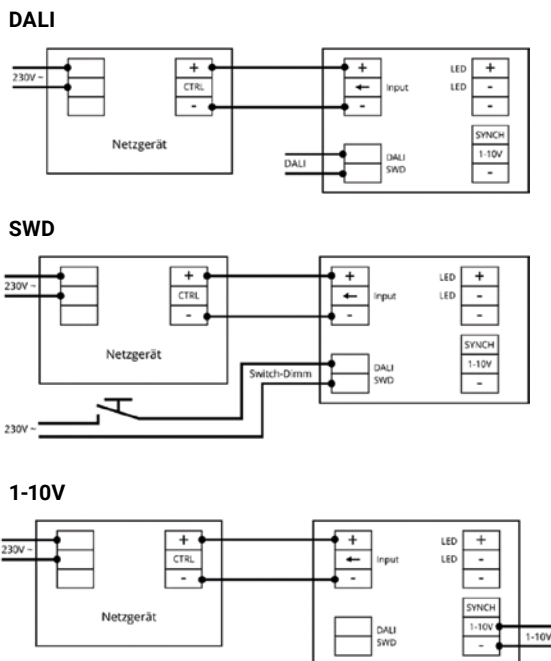 DALI
230V ~
+
CTRL
-
Netzgerät
+
←
-
Input
LED +
LED -
-
DALI
DALI
SWD
SYNCH
1-10V
-
SWD
230V ~
+
CTRL
-
Netzgerät
+
←
-
Input
LED +
LED -
-
Switch-Dimm
DALI
SWD
SYNCH
1-10V
-
230V ~
1-10V
230V ~
+
CTRL
-
Netzgerät
+
←
-
Input
LED +
LED -
-
DALI
SWD
SYNCH
1-10V
-
1-10V